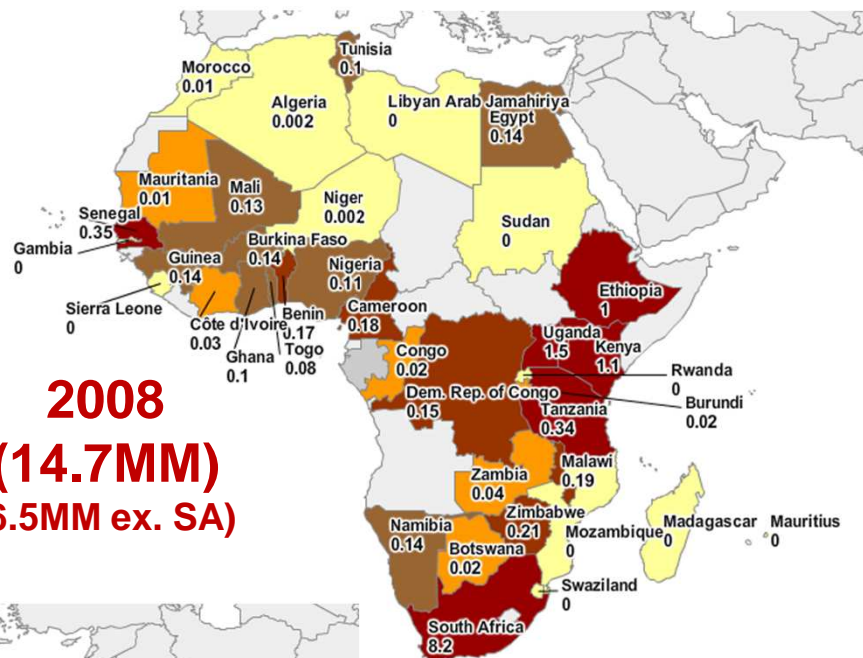 Tunisia
0.1
Morocco
0.01
Algeria
0.002
Libyan Arab Jamahiriya
0
Egypt
0.14
Mauritania
0.01
Mali
0.13
Niger
0.002
Sudan
0
Senegal
0.35
Gambia
0
Guinea
0.14
Burkina Faso
0.14
Nigeria
0.11
Ethiopia
1
Sierra Leone
0
Côte d'Ivoire
0.03
Ghana
0.1
Togo
0.08
Benin
0.17
Cameroon
0.18
Uganda
1.5
Kenya
1.1
Congo
0.02
Rwanda
0
Dem. Rep. of Congo
0.15
Burundi
0.02
Tanzania
0.34
2008
(14.7MM)
6.5MM ex. SA)
Zambia
0.04
Malawi
0.19
Namibia
0.14
Zimbabwe
0.21
Botswana
0.02
Mozambique
0
Madagascar
0
Mauritius
0
Swaziland
0
South Africa
8.2